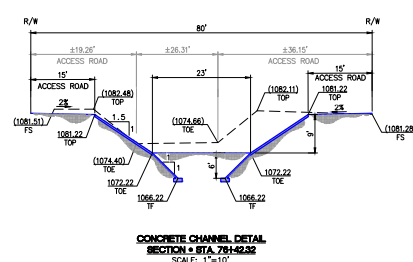 R/W
R/W
80'
±19.26'
±26.31'
±36.15'
ACCESS ROAD
ACCESS ROAD
15'
23'
15'
ACCESS ROAD
ACCESS ROAD
(1082.48)
TOP
(1082.11)
TOP
1081.22
TOP
2%
2%
1.5
1
(1074.66)
TOE
(1081.51)
FS
1081.22
TOP
(1081.28)
FS
9'
(1074.40)
TOE
1
1
6'
1072.22
TOE
1072.22
TOE
1066.22
TF
1066.22
TF
CONCRETE CHANNEL DETAIL
SECTION • STA. 76+42.32
SCALE: 1"=10'